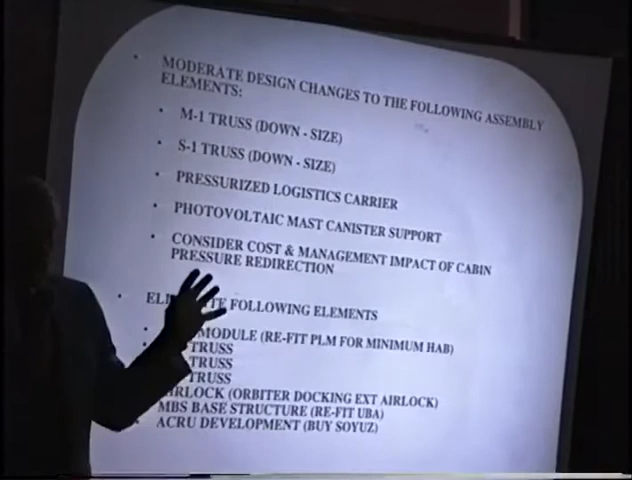 • MODERATE DESIGN CHANGES TO THE FOLLOWING ASSEMBLY
ELEMENTS:
• M-1 TRUSS (DOWN - SIZE)
• S-1 TRUSS (DOWN - SIZE)
• PRESSURIZED LOGISTICS CARRIER
• PHOTOVOLTAIC MAST CANISTER SUPPORT
• CONSIDER COST & MANAGEMENT IMPACT OF CABIN
PRESSURE REDIRECTION
• FOLLOWING ELEMENTS
• MODULE (RE-FIT PLM FOR MINIMUM HAB)
TRUSS
TRUSS
TRUSS
AIRLOCK (ORBITER DOCKING EXT AIRLOCK)
MBS BASE STRUCTURE (RE-FIT UBA)
ACRU DEVELOPMENT (BUY SOYUZ)